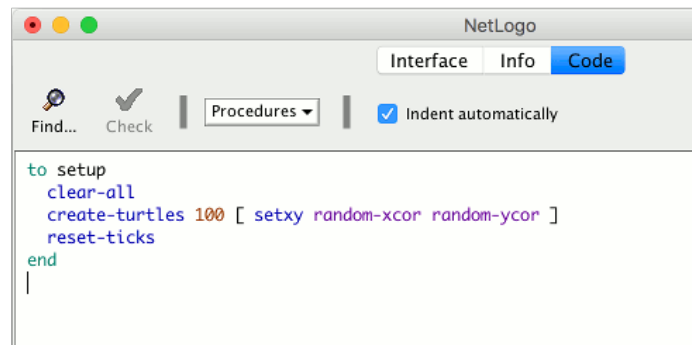 NetLogo
Interface Info Code
Find... Check Procedures Indent automatically
to setup
  clear-all
  create-turtles 100 [ setxy random-xcor random-ycor ]
  reset-ticks
end